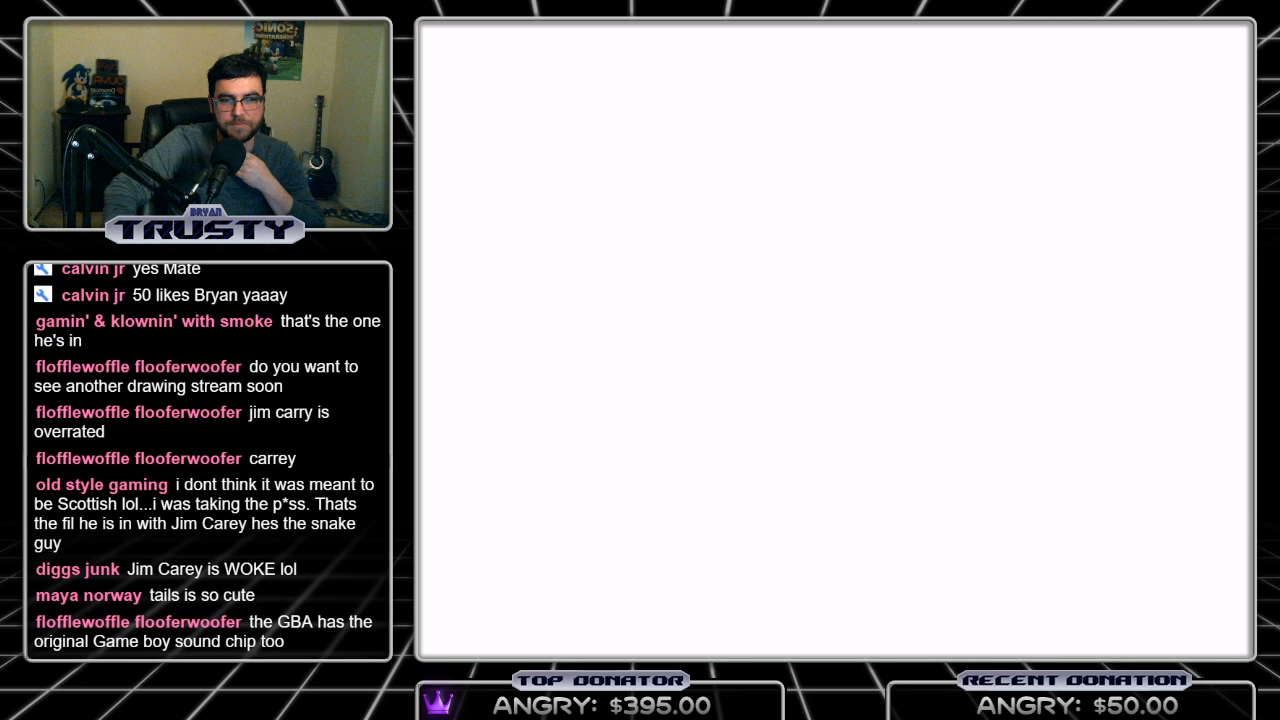 BRYAN
TRUSTY
calvin jr yes Mate
calvin jr 50 likes Bryan yaaay
gamin' & klownin' with smoke that's the one
he's in
flofflewoffle flooferwoofer do you want to
see another drawing stream soon
flofflewoffle flooferwoofer jim carry is
overrated
flofflewoffle flooferwoofer carrey
old style gaming i dont think it was meant to
be Scottish lol...i was taking the p*ss. Thats
the fil he is in with Jim Carey hes the snake
guy
diggs junk Jim Carey is WOKE lol
maya norway tails is so cute
flofflewoffle flooferwoofer the GBA has the
original Game boy sound chip too
TOP DONATOR
ANGRY: $395.00
RECENT DONATION
ANGRY: $50.00